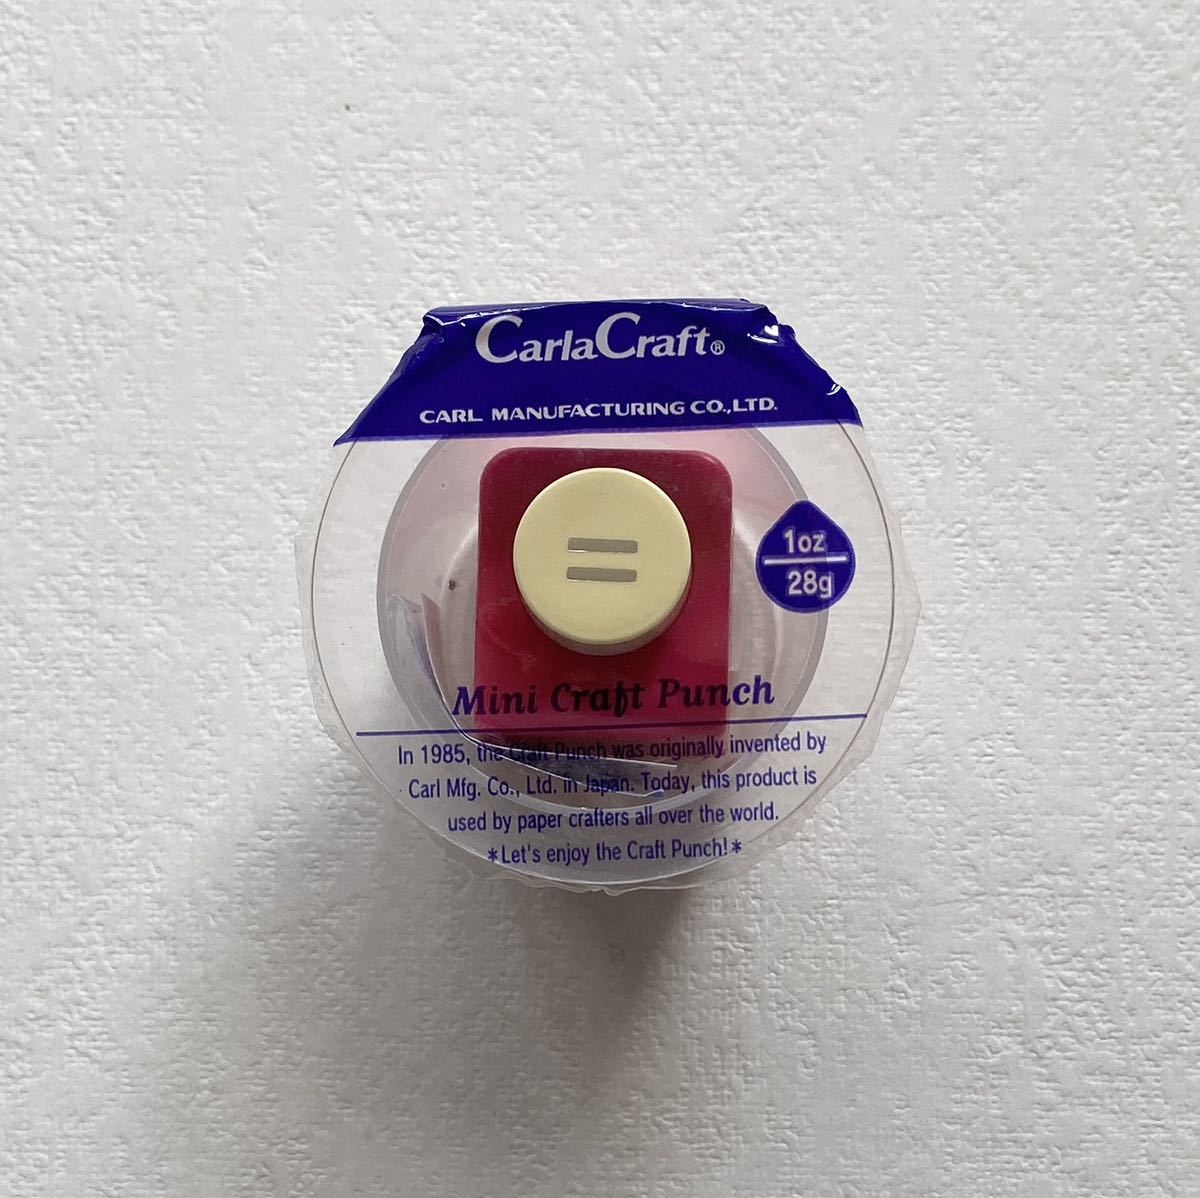 CarlaCraft®
CARL MANUFACTURING CO.,LTD.
=
1oz
28g
Mini Craft Punch
In 1985, the Craft Punch was originally invented by
Carl Mfg. Co., Ltd. in Japan. Today, this product is
used by paper crafters all over the world.
*Let's enjoy the Craft Punch!*